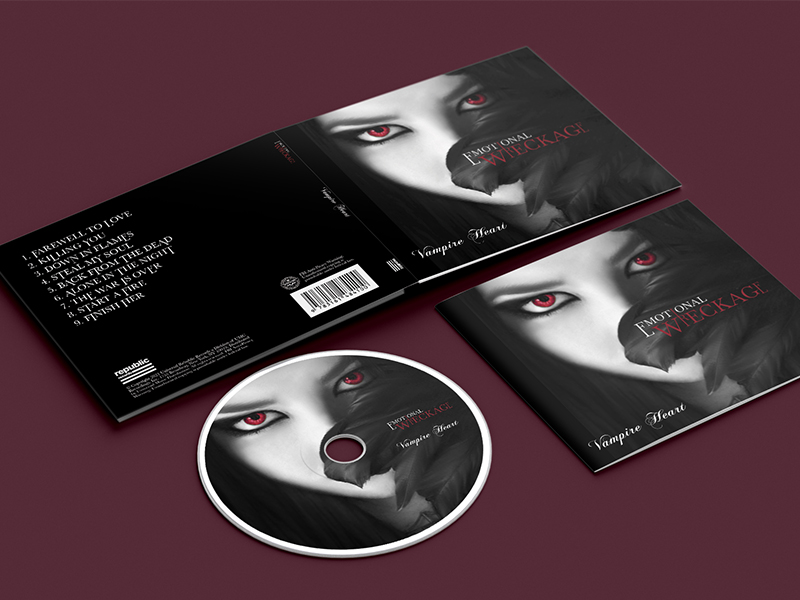 1. FAREWELL TO LOVE
2. KILLING YOU
3. DOWN IN FLAMES
4. STEAL MY SOUL
5. BACK FROM THE DEAD
6. ALONE IN THE NIGHT
7. THE WAR IS OVER
8. START A FIRE
9. FINISH HER
republic
EMOTIONAL
WRECKAGE
Vampire Heart
EMOTIONAL
WRECKAGE
Vampire Heart
EMOTIONAL
WRECKAGE
Vampire Heart
EMOTIONAL
WRECKAGE
Vampire Heart